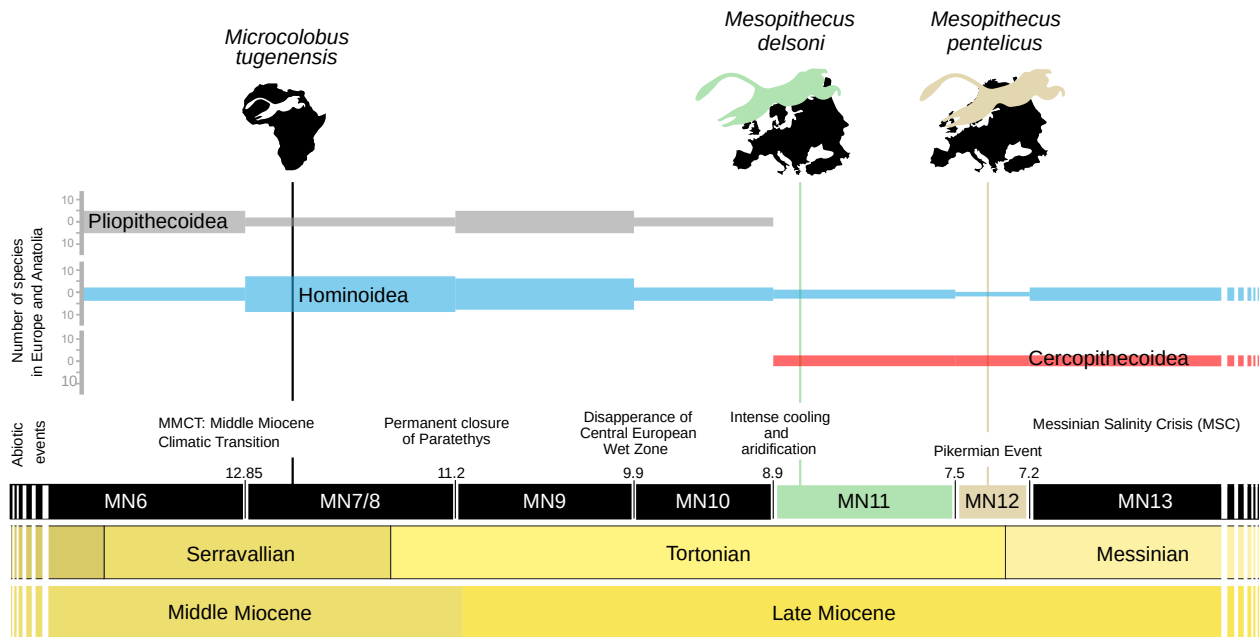 Microcolobus
tugenensis
Mesopithecus
delsoni
Mesopithecus
pentelicus
Number of species
in Europe and Anatolia
10
0
10
Pliopithecoidea
10
0
10
Hominoidea
10
0
10
Cercopithecoidea
Abiotic
events
MMCT: Middle Miocene
Climatic Transition
Permanent closure
of Paratethys
Disapperance of
Central European
Wet Zone
Intense cooling
and
aridification
Pikermian Event
Messinian Salinity Crisis (MSC)
12.85
11.2
9.9
8.9
7.5
7.2
MN6
MN7/8
MN9
MN10
MN11
MN12
MN13
Serravallian
Tortonian
Messinian
Middle Miocene
Late Miocene